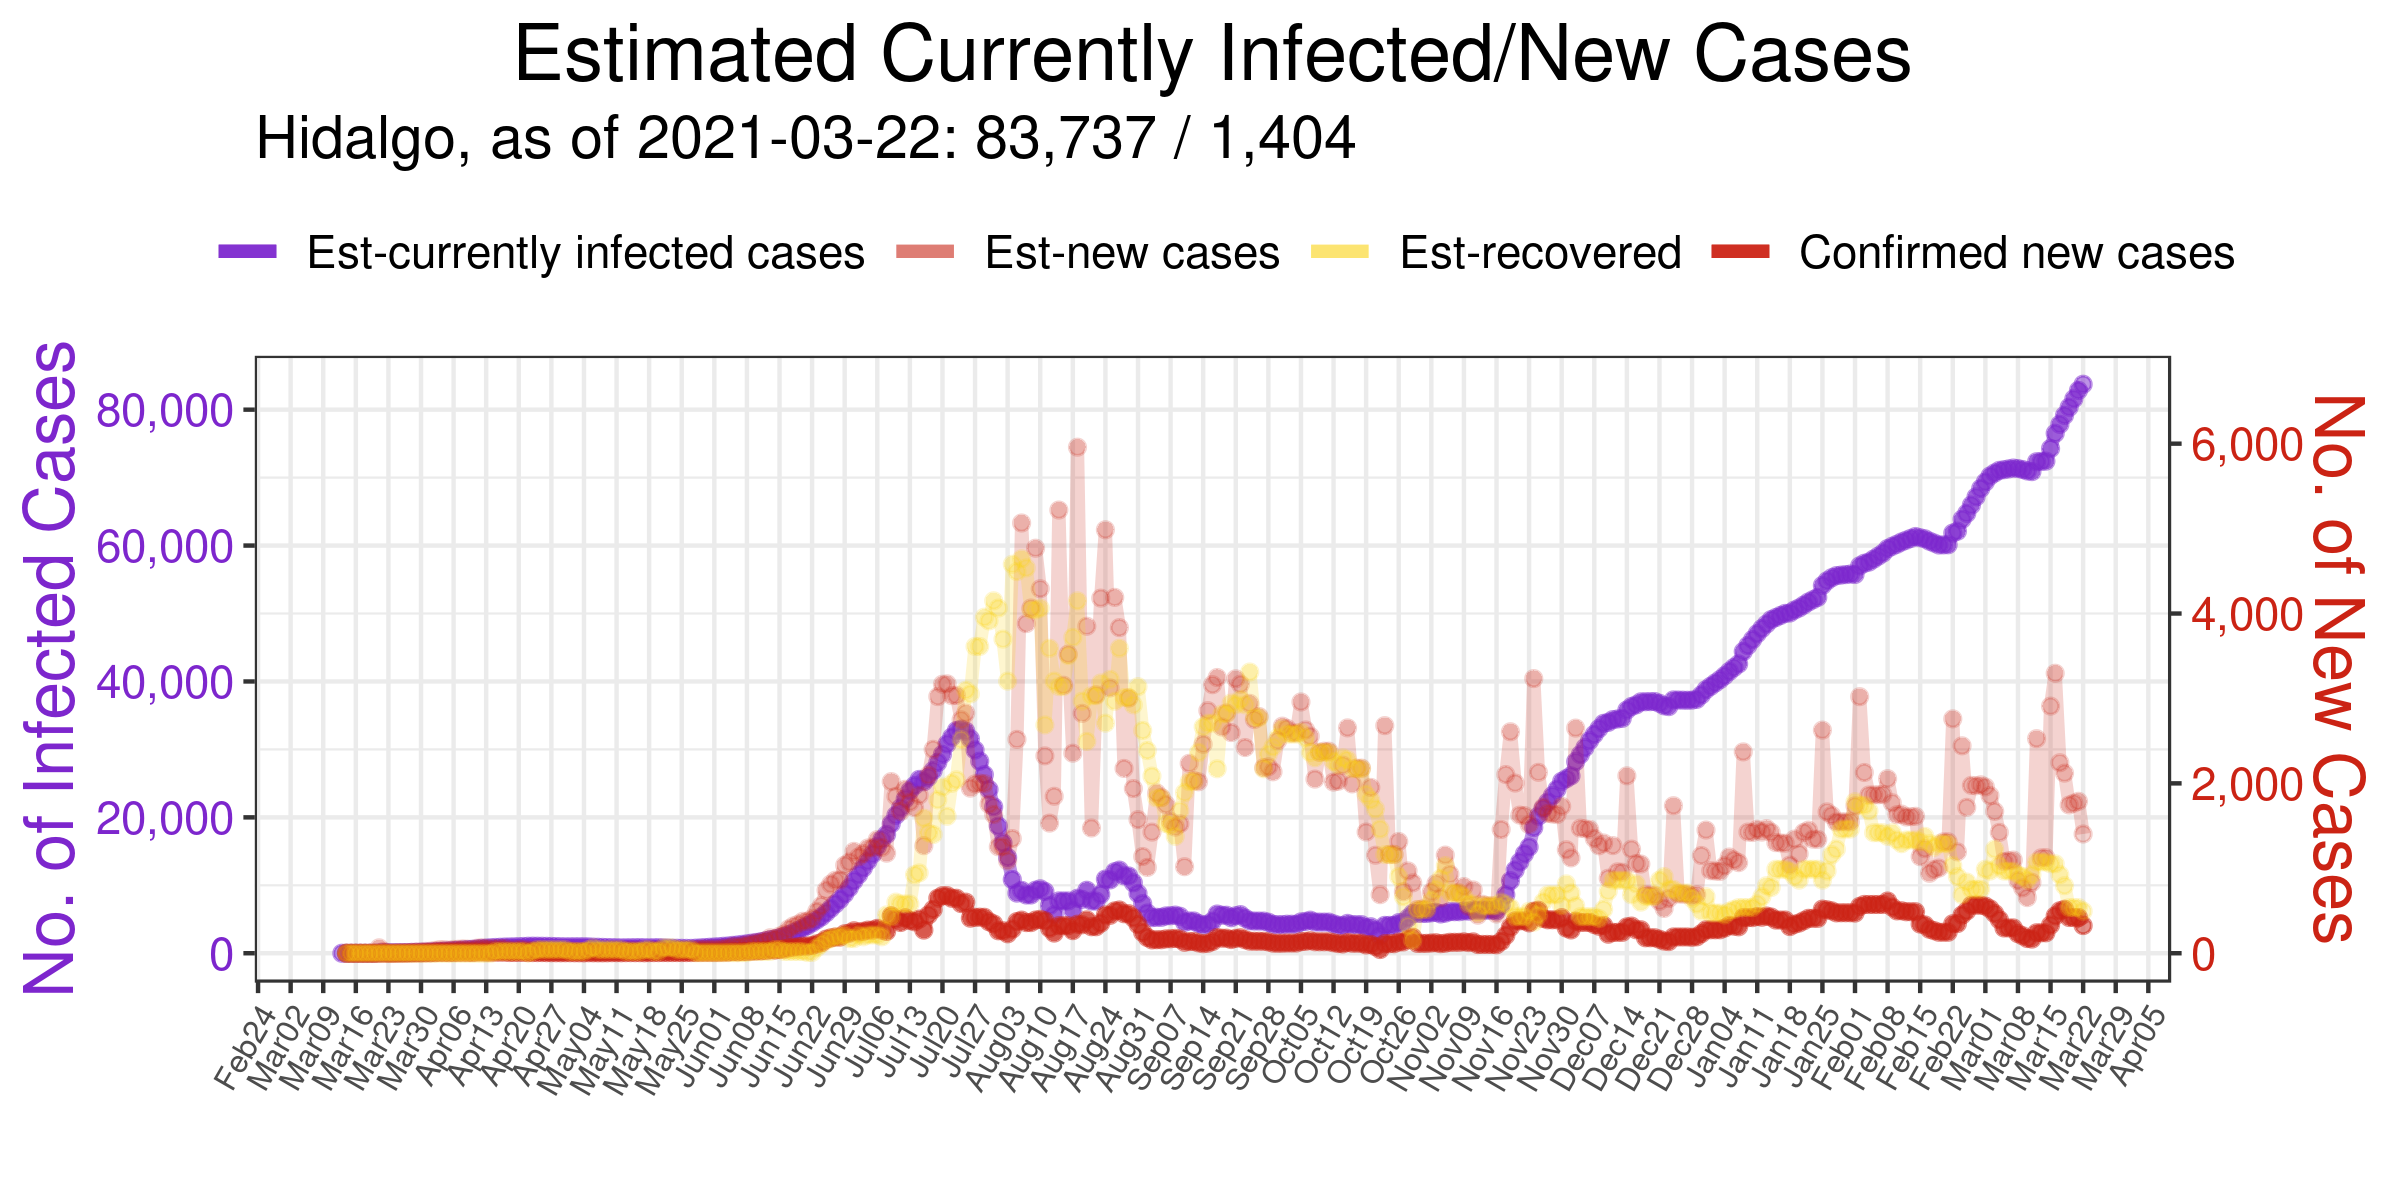 Estimated Currently Infected/New Cases
Hidalgo, as of 2021-03-22: 83,737 / 1,404
Est-currently infected cases Est-new cases Est-recovered Confirmed new cases
No. of Infected Cases
80,000
60,000
40,000
20,000
0
No. of New Cases
6,000
4,000
2,000
0
Feb24 Mar02 Mar09 Mar16 Mar23 Mar30 Apr06 Apr13 Apr20 Apr27 May04 May11 May18 May25 Jun01 Jun08 Jun15 Jun22 Jun29 Jul06 Jul13 Jul20 Jul27 Aug03 Aug10 Aug17 Aug24 Aug31 Sep07 Sep14 Sep21 Sep28 Oct05 Oct12 Oct19 Oct26 Nov02 Nov09 Nov16 Nov23 Nov30 Dec07 Dec14 Dec21 Dec28 Jan04 Jan11 Jan18 Jan25 Feb01 Feb08 Feb15 Feb22 Mar01 Mar08 Mar15 Mar22 Mar29 Apr05